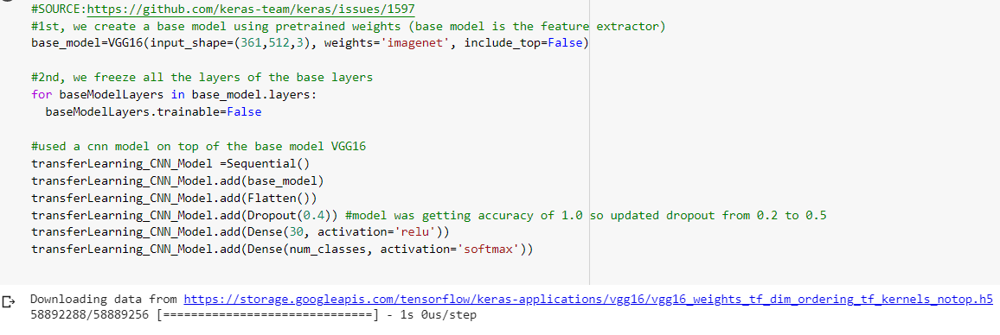 #SOURCE:https://github.com/keras-team/keras/issues/1597
#1st, we create a base model using pretrained weights (base model is the feature extractor)
base_model=VGG16(input_shape=(361,512,3), weights='imagenet', include_top=False)

#2nd, we freeze all the layers of the base layers
for baseModelLayers in base_model.layers:
  baseModelLayers.trainable=False

#used a cnn model on top of the base model VGG16
transferLearning_CNN_Model =Sequential()
transferLearning_CNN_Model.add(base_model)
transferLearning_CNN_Model.add(Flatten())
transferLearning_CNN_Model.add(Dropout(0.4)) #model was getting accuracy of 1.0 so updated dropout from 0.2 to 0.5
transferLearning_CNN_Model.add(Dense(30, activation='relu'))
transferLearning_CNN_Model.add(Dense(num_classes, activation='softmax'))

Downloading data from https://storage.googleapis.com/tensorflow/keras-applications/vgg16/vgg16_weights_tf_dim_ordering_tf_kernels_notop.h5
58892288/58889256 [==============================] - 1s 0us/step